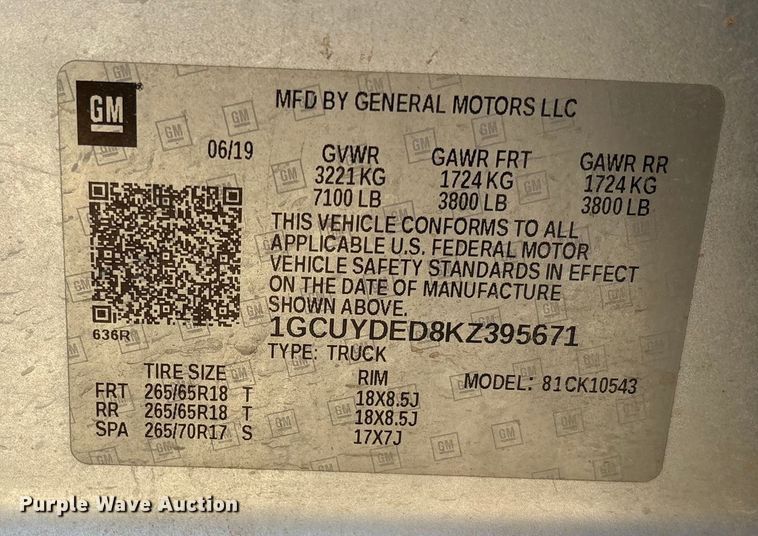 GM
MFD BY GENERAL MOTORS LLC
06/19 GVWR GAWR FRT GAWR RR
3221 KG 1724 KG 1724 KG
7100 LB 3800 LB 3800 LB
THIS VEHICLE CONFORMS TO ALL
APPLICABLE U.S. FEDERAL MOTOR
VEHICLE SAFETY STANDARDS IN EFFECT
ON THE DATE OF MANUFACTURE
SHOWN ABOVE.
636R
1GCUYDED8KZ395671
TYPE: TRUCK
TIRE SIZE RIM MODEL: 81CK10543
FRT 265/65R18 T 18X8.5J
RR 265/65R18 T 18X8.5J
SPA 265/70R17 S 17X7J
Purple Wave Auction